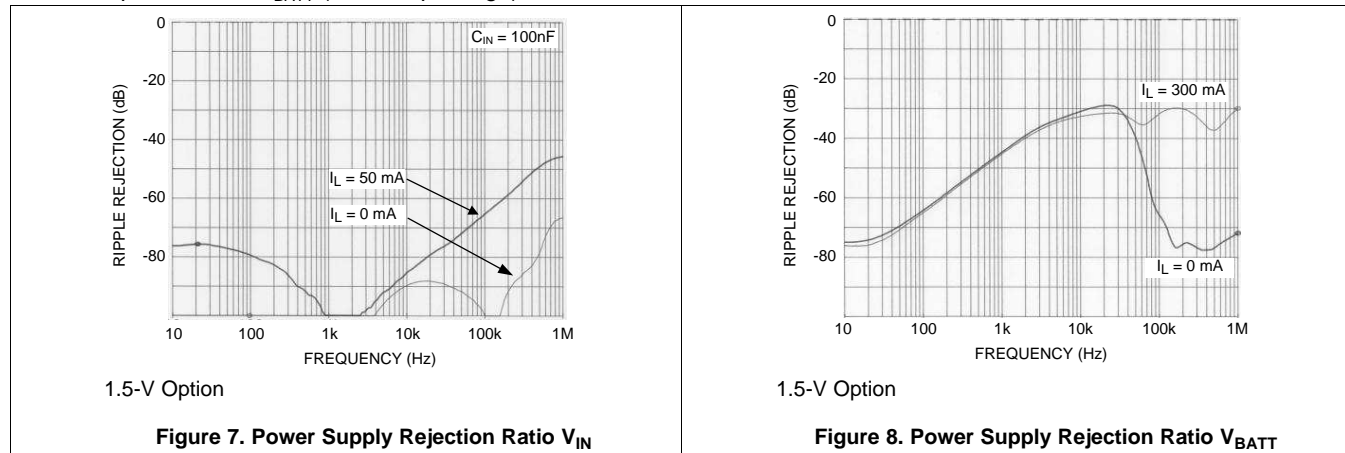 0
C_IN = 100nF
-20
-40
-60
-80
RIPPLE REJECTION (dB)
I_L = 50 mA
I_L = 0 mA
10 100 1k 10k 100k 1M
FREQUENCY (Hz)
1.5-V Option
Figure 7. Power Supply Rejection Ratio V_IN
0
-20
-40
-60
-80
RIPPLE REJECTION (dB)
I_L = 300 mA
I_L = 0 mA
10 100 1k 10k 100k 1M
FREQUENCY (Hz)
1.5-V Option
Figure 8. Power Supply Rejection Ratio V_BATT